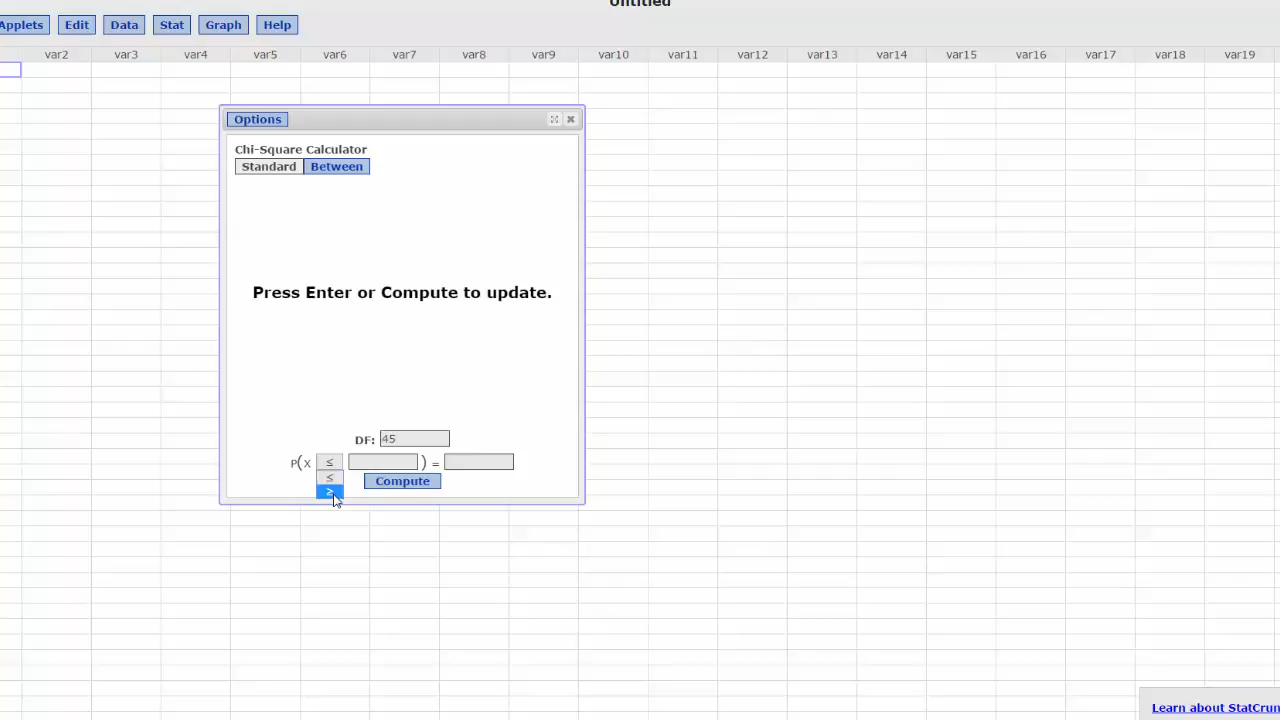 Untitled
Applets Edit Data Stat Graph Help
var2 var3 var4 var5 var6 var7 var8 var9 var10 var11 var12 var13 var14 var15 var16 var17 var18 var19
Options
Chi-Square Calculator
Standard Between
Press Enter or Compute to update.
DF: 45
P(X ≤ ) =
≤
≥
Compute
Learn about StatCrun